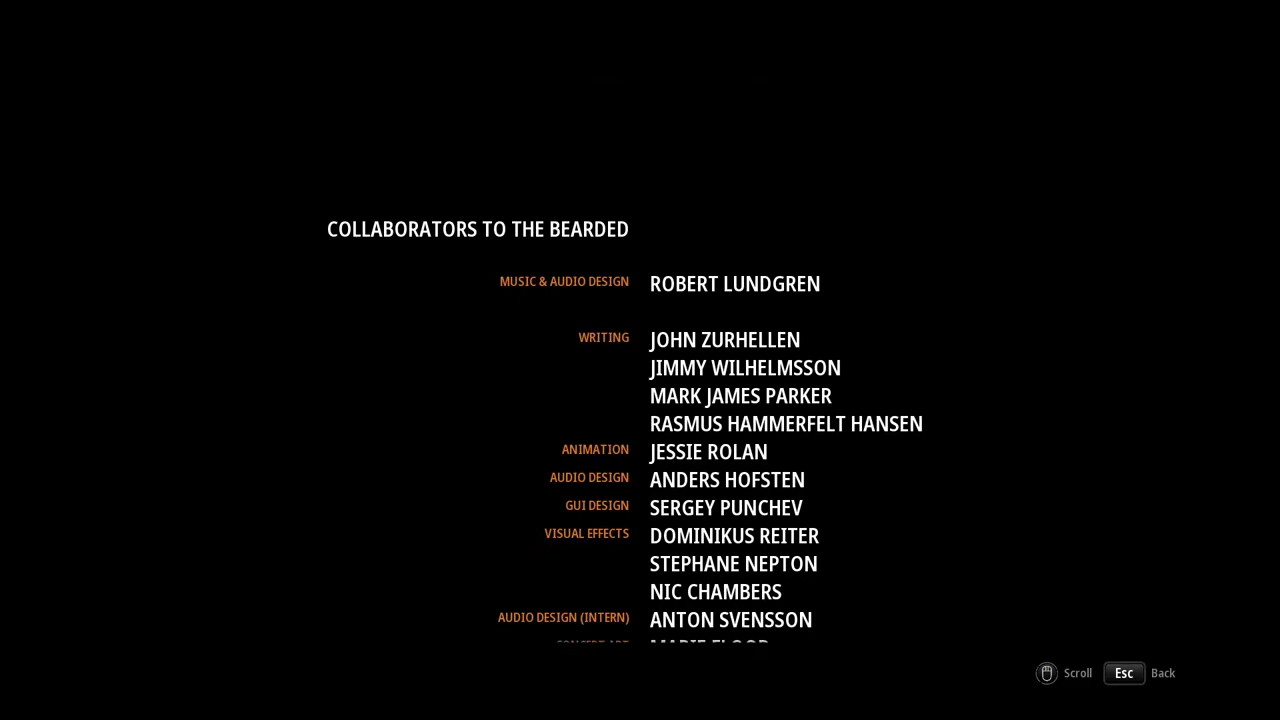 COLLABORATORS TO THE BEARDED
MUSIC & AUDIO DESIGN ROBERT LUNDGREN
WRITING JOHN ZURHELLEN
JIMMY WILHELMSSON
MARK JAMES PARKER
RASMUS HAMMERFELT HANSEN
ANIMATION JESSIE ROLAN
AUDIO DESIGN ANDERS HOFSTEN
GUI DESIGN SERGEY PUNCHEV
VISUAL EFFECTS DOMINIKUS REITER
STEPHANE NEPTON
NIC CHAMBERS
AUDIO DESIGN (INTERN) ANTON SVENSSON
Scroll Esc Back